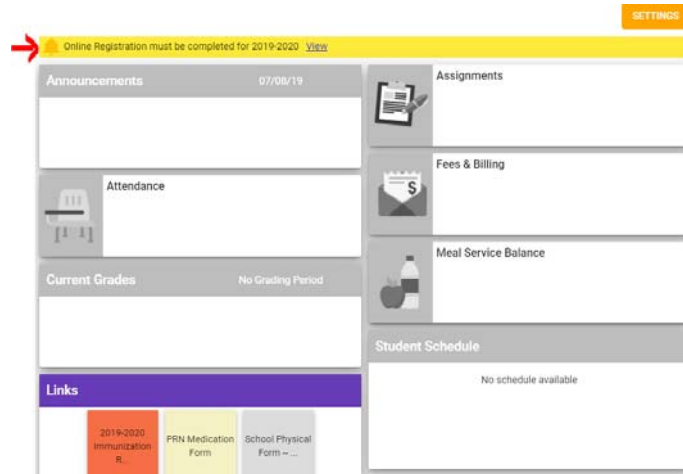 SETTINGS
Online Registration must be completed for 2019-2020 View
Announcements 07/08/19
Assignments
Attendance
Fees & Billing
$
Meal Service Balance
Current Grades No Grading Period
Student Schedule
No schedule available
Links
2019-2020
Immunization
R...
PRN Medication
Form
School Physical
Form -- ...